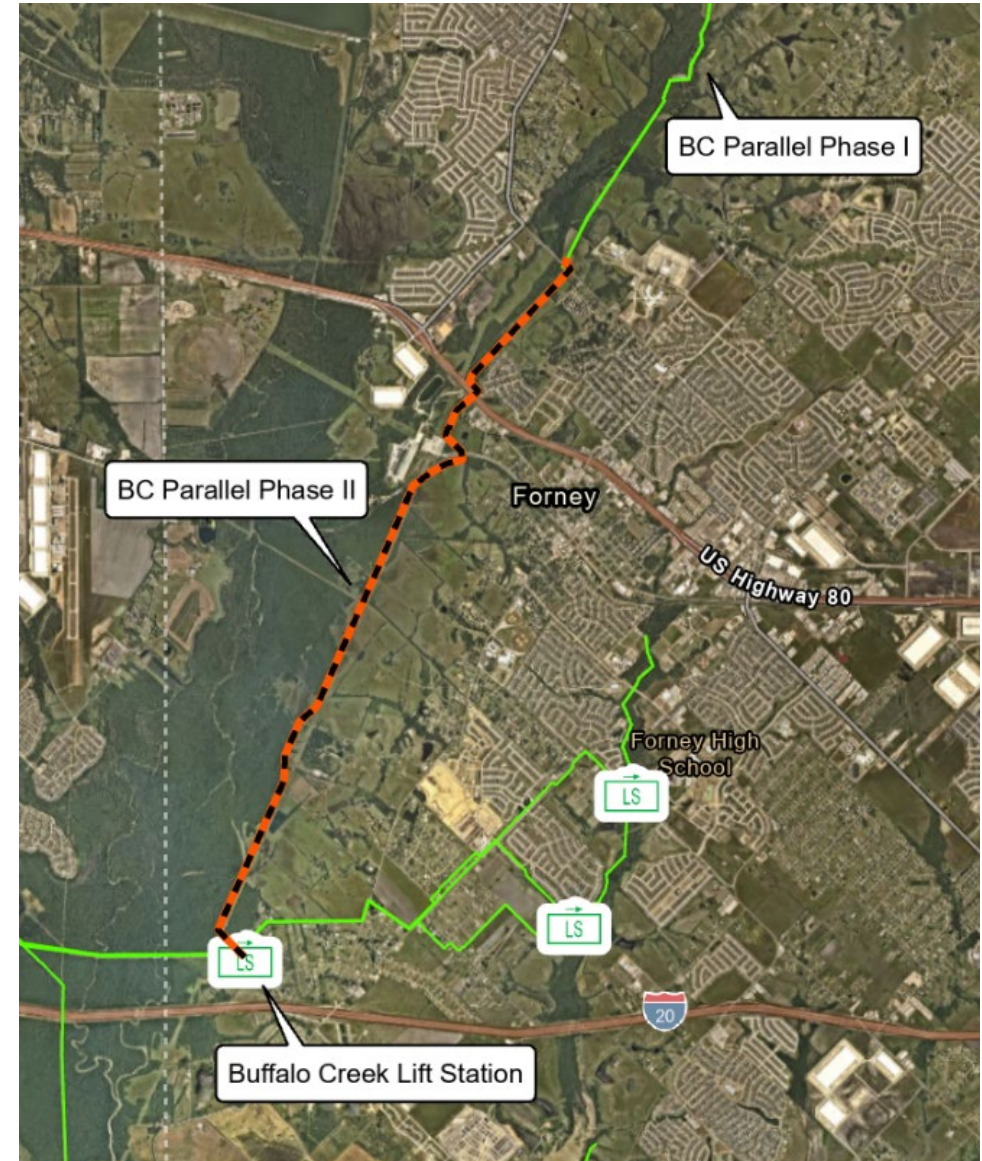 BC Parallel Phase I
BC Parallel Phase II
Forney
US Highway 80
Forney High
School
LS
LS
LS
20
Buffalo Creek Lift Station